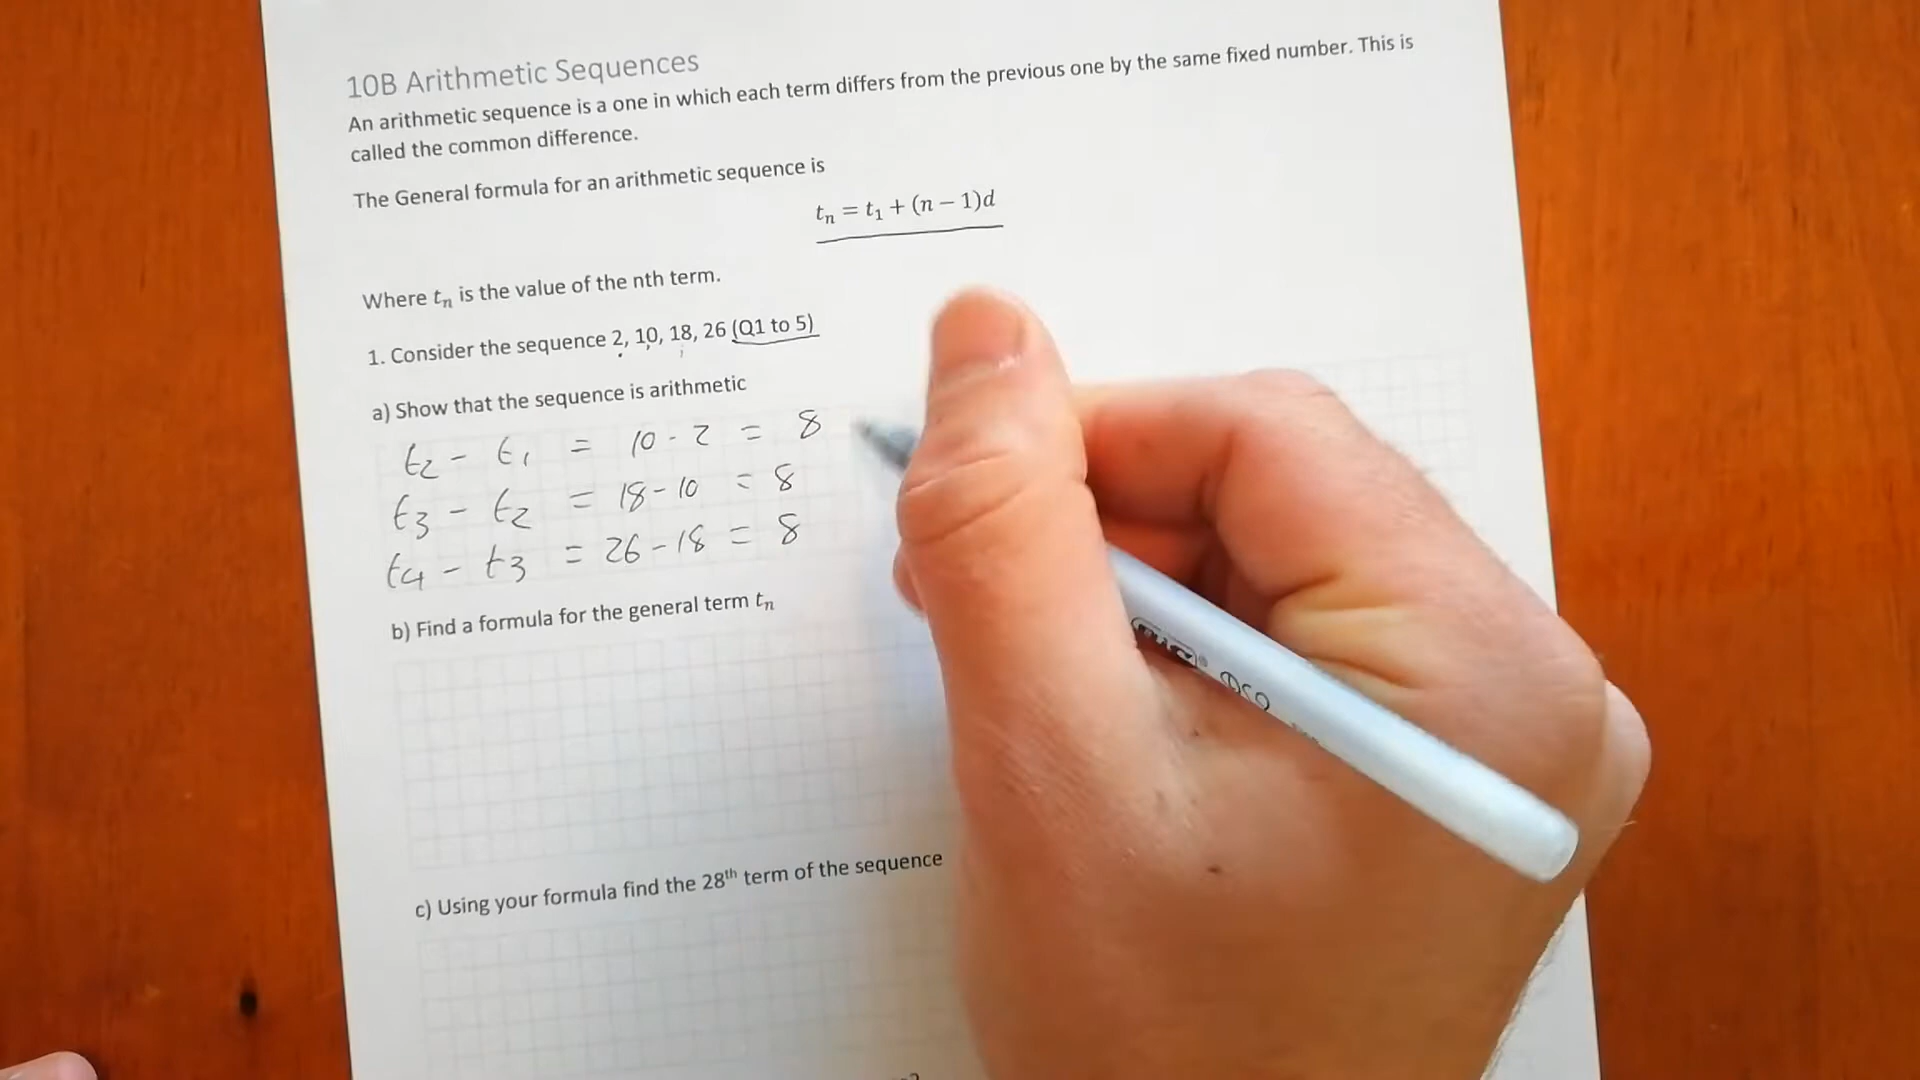 10B Arithmetic Sequences
An arithmetic sequence is a one in which each term differs from the previous one by the same fixed number. This is
called the common difference.
The General formula for an arithmetic sequence is
tₙ = t₁ + (n − 1)d
Where tₙ is the value of the nth term.
1. Consider the sequence 2, 10, 18, 26 (Q1 to 5)
a) Show that the sequence is arithmetic
t₂ - t₁ = 10 - 2 = 8
t₃ - t₂ = 18 - 10 = 8
t₄ - t₃ = 26 - 18 = 8
b) Find a formula for the general term tₙ
c) Using your formula find the 28ᵗʰ term of the sequence